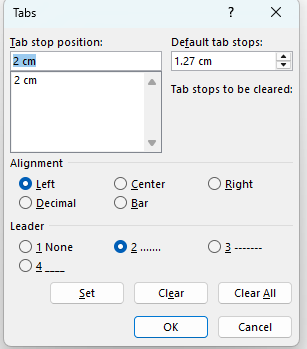 Tabs ? ×
Tab stop position: Default tab stops:
2 cm 1.27 cm
2 cm
Tab stops to be cleared:
Alignment
Left Center Right
Decimal Bar
Leader
1 None 2 ....... 3 -------
4 ____
Set Clear Clear All
OK Cancel